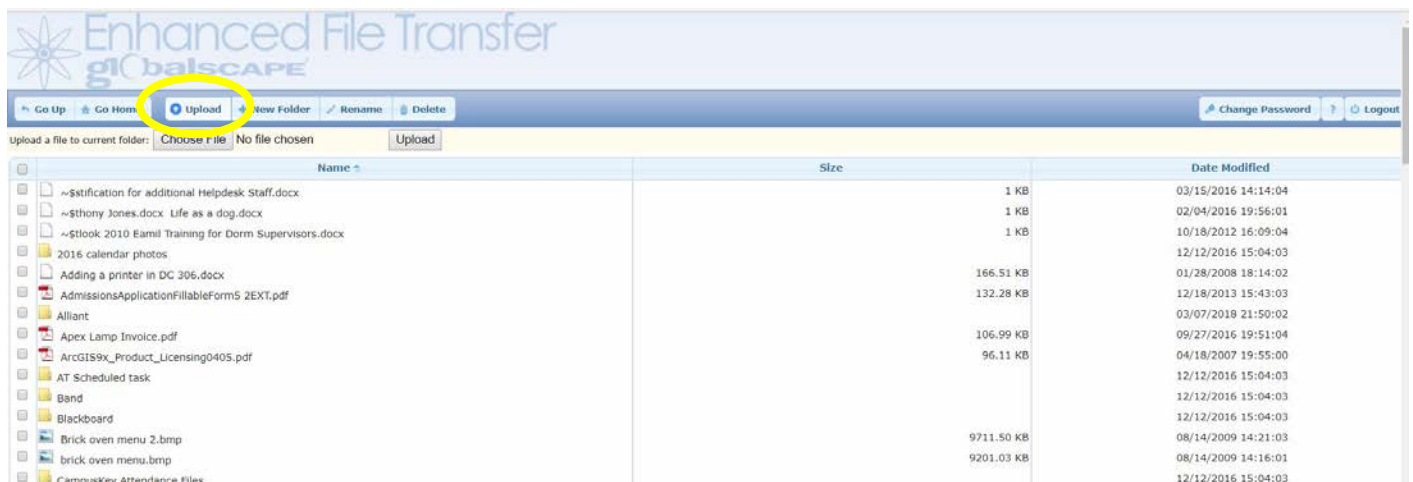 Enhanced File Transfer
globalSCAPE
Go Up Go Home Upload New Folder Rename Delete Change Password ? Logout
Upload a file to current folder: Choose File No file chosen Upload
Name Size Date Modified
~$stification for additional Helpdesk Staff.docx 1 KB 03/15/2016 14:14:04
~$thony Jones.docx Life as a dog.docx 1 KB 02/04/2016 19:56:01
~$tlook 2010 Eamil Training for Dorm Supervisors.docx 1 KB 10/18/2012 16:09:04
2016 calendar photos 12/12/2016 15:04:03
Adding a printer in DC 306.docx 166.51 KB 01/28/2008 18:14:02
AdmissionsApplicationFillableForm5 2EXT.pdf 132.28 KB 12/18/2013 15:43:03
Alliant 03/07/2018 21:50:02
Apex Lamp Invoice.pdf 106.99 KB 09/27/2016 19:51:04
ArcGIS9x_Product_Licensing0405.pdf 96.11 KB 04/18/2007 19:55:00
AT Scheduled task 12/12/2016 15:04:03
Band 12/12/2016 15:04:03
Blackboard 12/12/2016 15:04:03
Brick oven menu 2.bmp 9711.50 KB 08/14/2009 14:21:03
brick oven menu.bmp 9201.03 KB 08/14/2009 14:16:01
CampusKey Attendance Files 12/12/2016 15:04:03